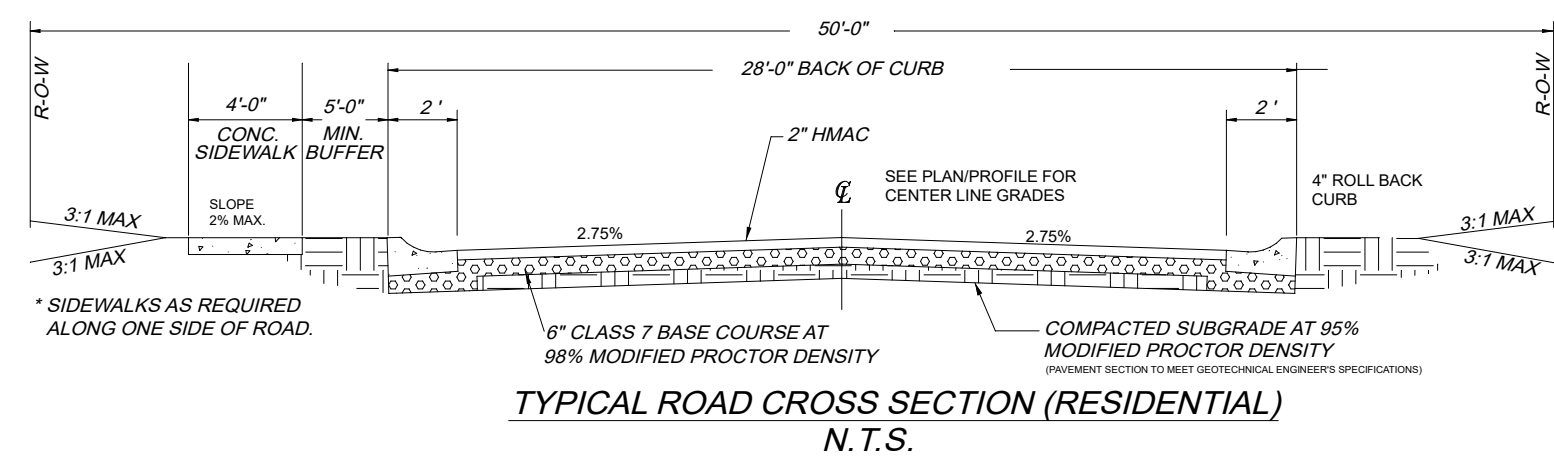 50'-0"
R-O-W
R-O-W
28'-0" BACK OF CURB
4'-0"
CONC.
SIDEWALK
5'-0"
MIN.
BUFFER
2 '
2 '
2" HMAC
SEE PLAN/PROFILE FOR
CENTER LINE GRADES
CL
4" ROLL BACK
CURB
SLOPE
2% MAX.
3:1 MAX
3:1 MAX
2.75%
2.75%
3:1 MAX
3:1 MAX
* SIDEWALKS AS REQUIRED
ALONG ONE SIDE OF ROAD.
6" CLASS 7 BASE COURSE AT
98% MODIFIED PROCTOR DENSITY
COMPACTED SUBGRADE AT 95%
MODIFIED PROCTOR DENSITY
(PAVEMENT SECTION TO MEET GEOTECHNICAL ENGINEER'S SPECIFICATIONS)
TYPICAL ROAD CROSS SECTION (RESIDENTIAL)
N.T.S.